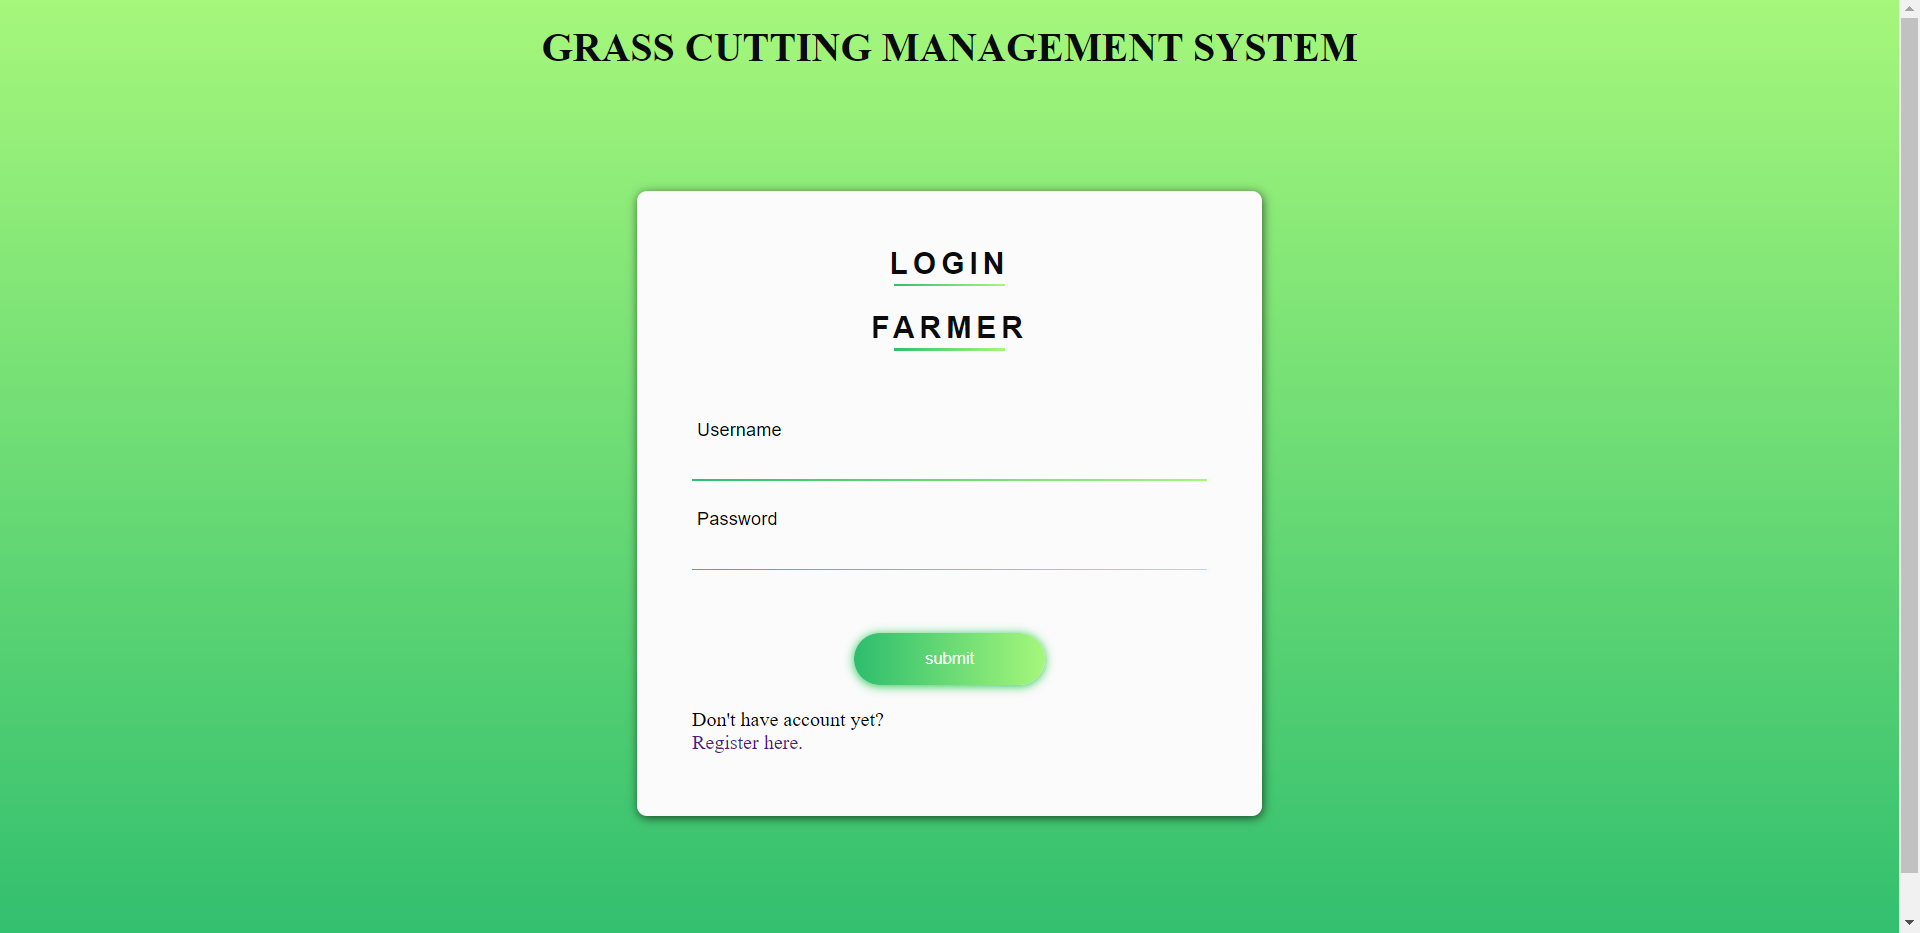 GRASS CUTTING MANAGEMENT SYSTEM
LOGIN
FARMER
Username
Password
submit
Don't have account yet?
Register here.